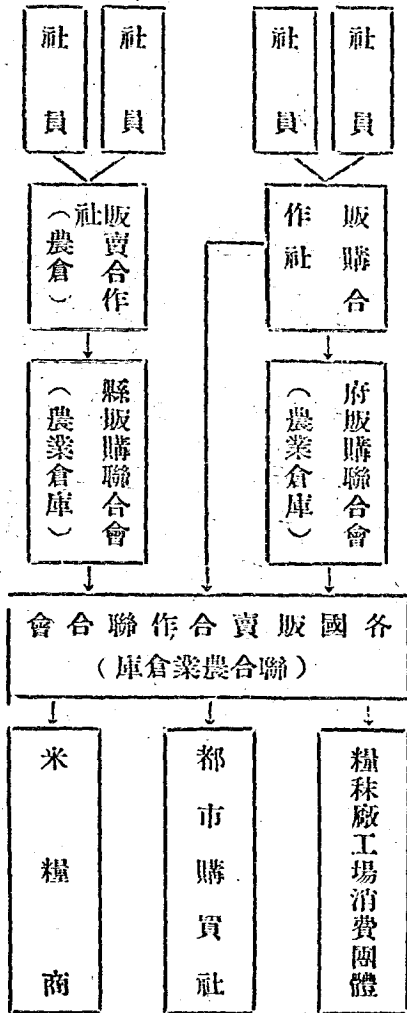 社員
社員
社員
社員
販購合
作社
販賣合作
社
（農倉）
府販購聯合會
（農業倉庫）
縣販購聯合會
（農業倉庫）
各國販賣合作聯合會
（聯合農業倉庫）
糧秣廠工場消費團體
都市購買社
米糧商